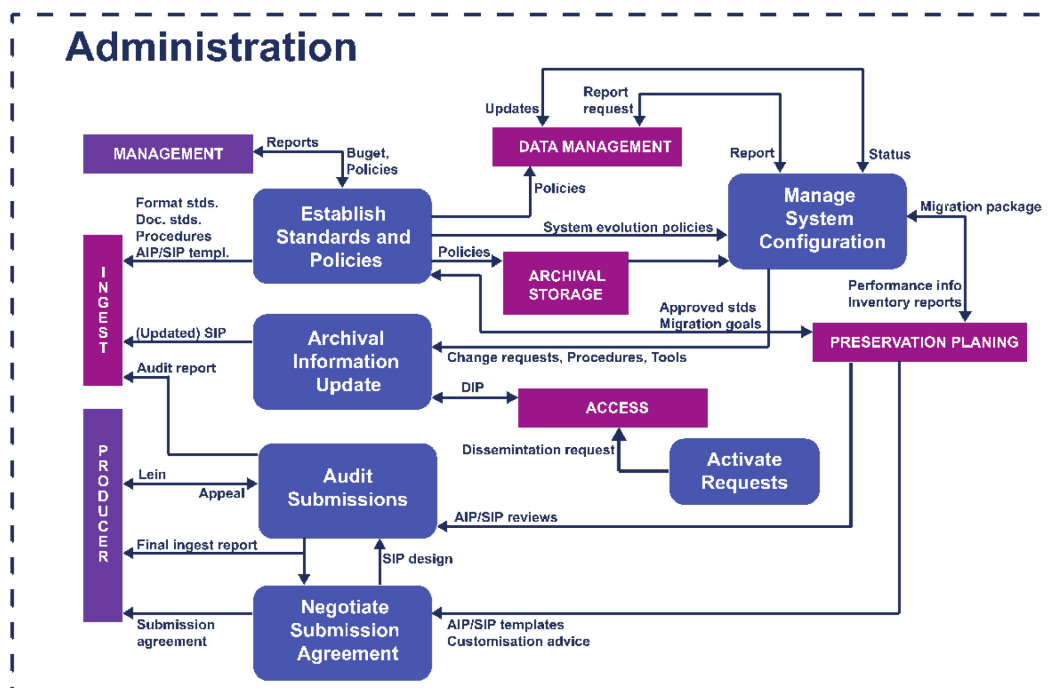 Administration
Updates
Report
request
MANAGEMENT
Reports
Buget,
Policies
DATA MANAGEMENT
Report
Status
Format stds.
Doc. stds.
Procedures
AIP/SIP templ.
Establish
Standards and
Policies
Policies
Manage
System
Configuration
Migration package
System evolution policies
Policies
INGEST
ARCHIVAL
STORAGE
Performance info
Inventory reports
Approved stds
Migration goals
(Updated) SIP
Archival
Information
Update
Change requests, Procedures, Tools
PRESERVATION PLANING
Audit report
DIP
ACCESS
PRODUCER
Lein
Appeal
Audit
Submissions
Dissemintation request
Activate
Requests
AIP/SIP reviews
Final ingest report
SIP design
Submission
agreement
Negotiate
Submission
Agreement
AIP/SIP templates
Customisation advice